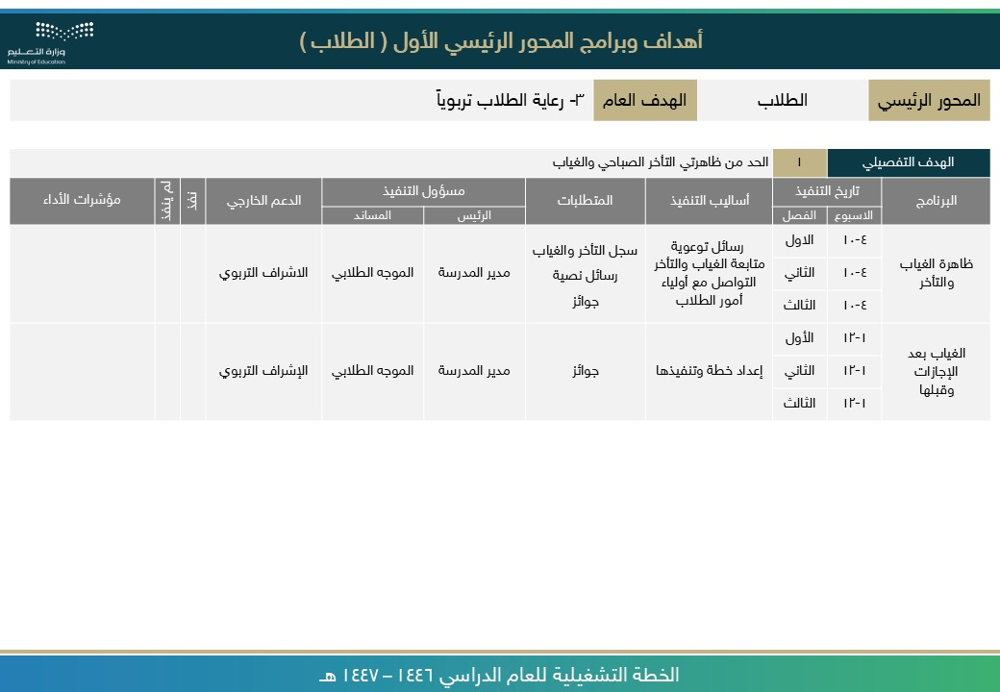 أهداف وبرامج المحور الرئيسي الأول ( الطلاب )
وزارة التعليم
Ministry of Education
المحور الرئيسي
الطلاب
الهدف العام
٣- رعاية الطلاب تربوياً
الهدف التفصيلي
١
الحد من ظاهرتي التأخر الصباحي والغياب
البرنامج
تاريخ التنفيذ
الاسبوع
الفصل
أساليب التنفيذ
المتطلبات
مسؤول التنفيذ
الرئيس
المساند
الدعم الخارجي
نفذ
لم ينفذ
مؤشرات الأداء
ظاهرة الغياب
والتأخر
٤-١٠
الاول
٤-١٠
الثاني
٤-١٠
الثالث
رسائل توعوية
متابعة الغياب والتأخر
التواصل مع أولياء
أمور الطلاب
سجل التأخر والغياب
رسائل نصية
جوائز
مدير المدرسة
الموجه الطلابي
الاشراف التربوي
الغياب بعد
الإجازات
وقبلها
١-١٢
الأول
١-١٢
الثاني
١-١٢
الثالث
إعداد خطة وتنفيذها
جوائز
مدير المدرسة
الموجه الطلابي
الإشراف التربوي
الخطة التشغيلية للعام الدراسي ١٤٤٦ – ١٤٤٧ هـ